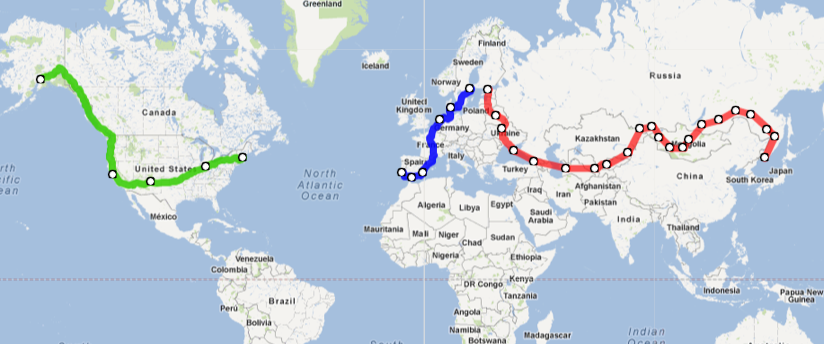 Greenland
Finland
Iceland
Sweden
Norway
Russia
Canada
United
Kingdom
Poland
Germany
Ukraine
Kazakhstan
France
Mongolia
Italy
Spain
United States
Turkey
China
Japan
South Korea
North
Atlantic
Ocean
Iraq
Iran
Afghanistan
Pakistan
México
Algeria
Libya
Egypt
Saudi
Arabia
India
Mauritania
Mali
Niger
Chad
Sudan
Thailand
Nigeria
Ethiopia
Venezuela
Colombia
Kenya
DR Congo
Tanzania
Indonesia
Papua New
Guinea
Brazil
Perú
Bolivia
Angola
Namibia
Botswana
Madagascar
Indian
Ocean